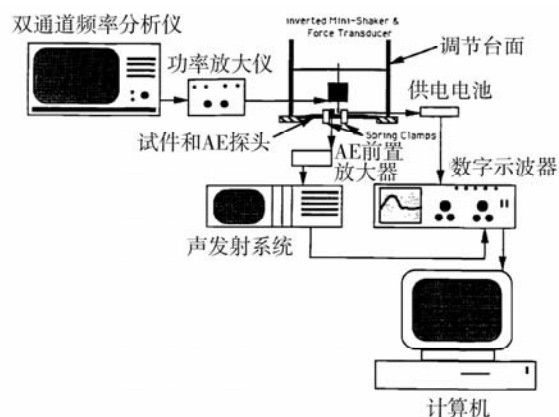 双通道频率分析仪
Inverted Mini-Shaker &
Force Transducer
功率放大仪
调节台面
供电电池
试件和AE探头
Spring Clamps
AE前置
放大器
数字示波器
声发射系统
计算机